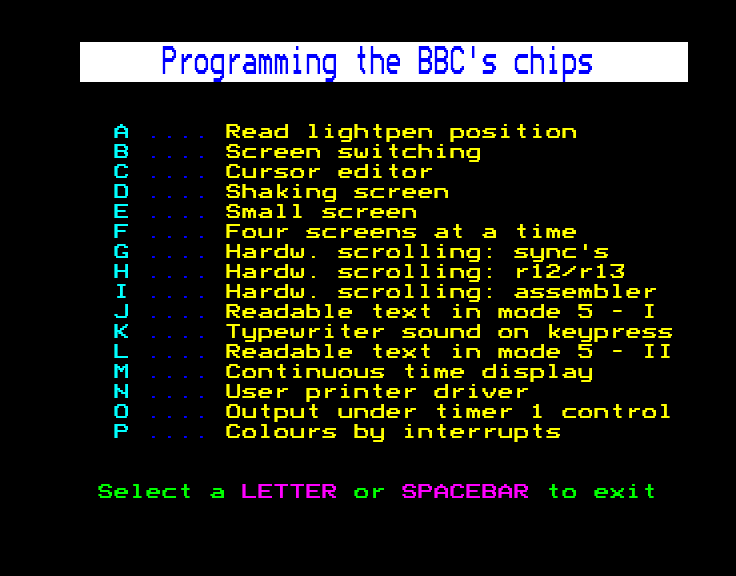 Programming the BBC's chips
A .... Read lightpen position
B .... Screen switching
C .... Cursor editor
D .... Shaking screen
E .... Small screen
F .... Four screens at a time
G .... Hardw. scrolling: sync's
H .... Hardw. scrolling: r12/r13
I .... Hardw. scrolling: assembler
J .... Readable text in mode 5 - I
K .... Typewriter sound on keypress
L .... Readable text in mode 5 - II
M .... Continuous time display
N .... User printer driver
O .... Output under timer 1 control
P .... Colours by interrupts
Select a LETTER or SPACEBAR to exit